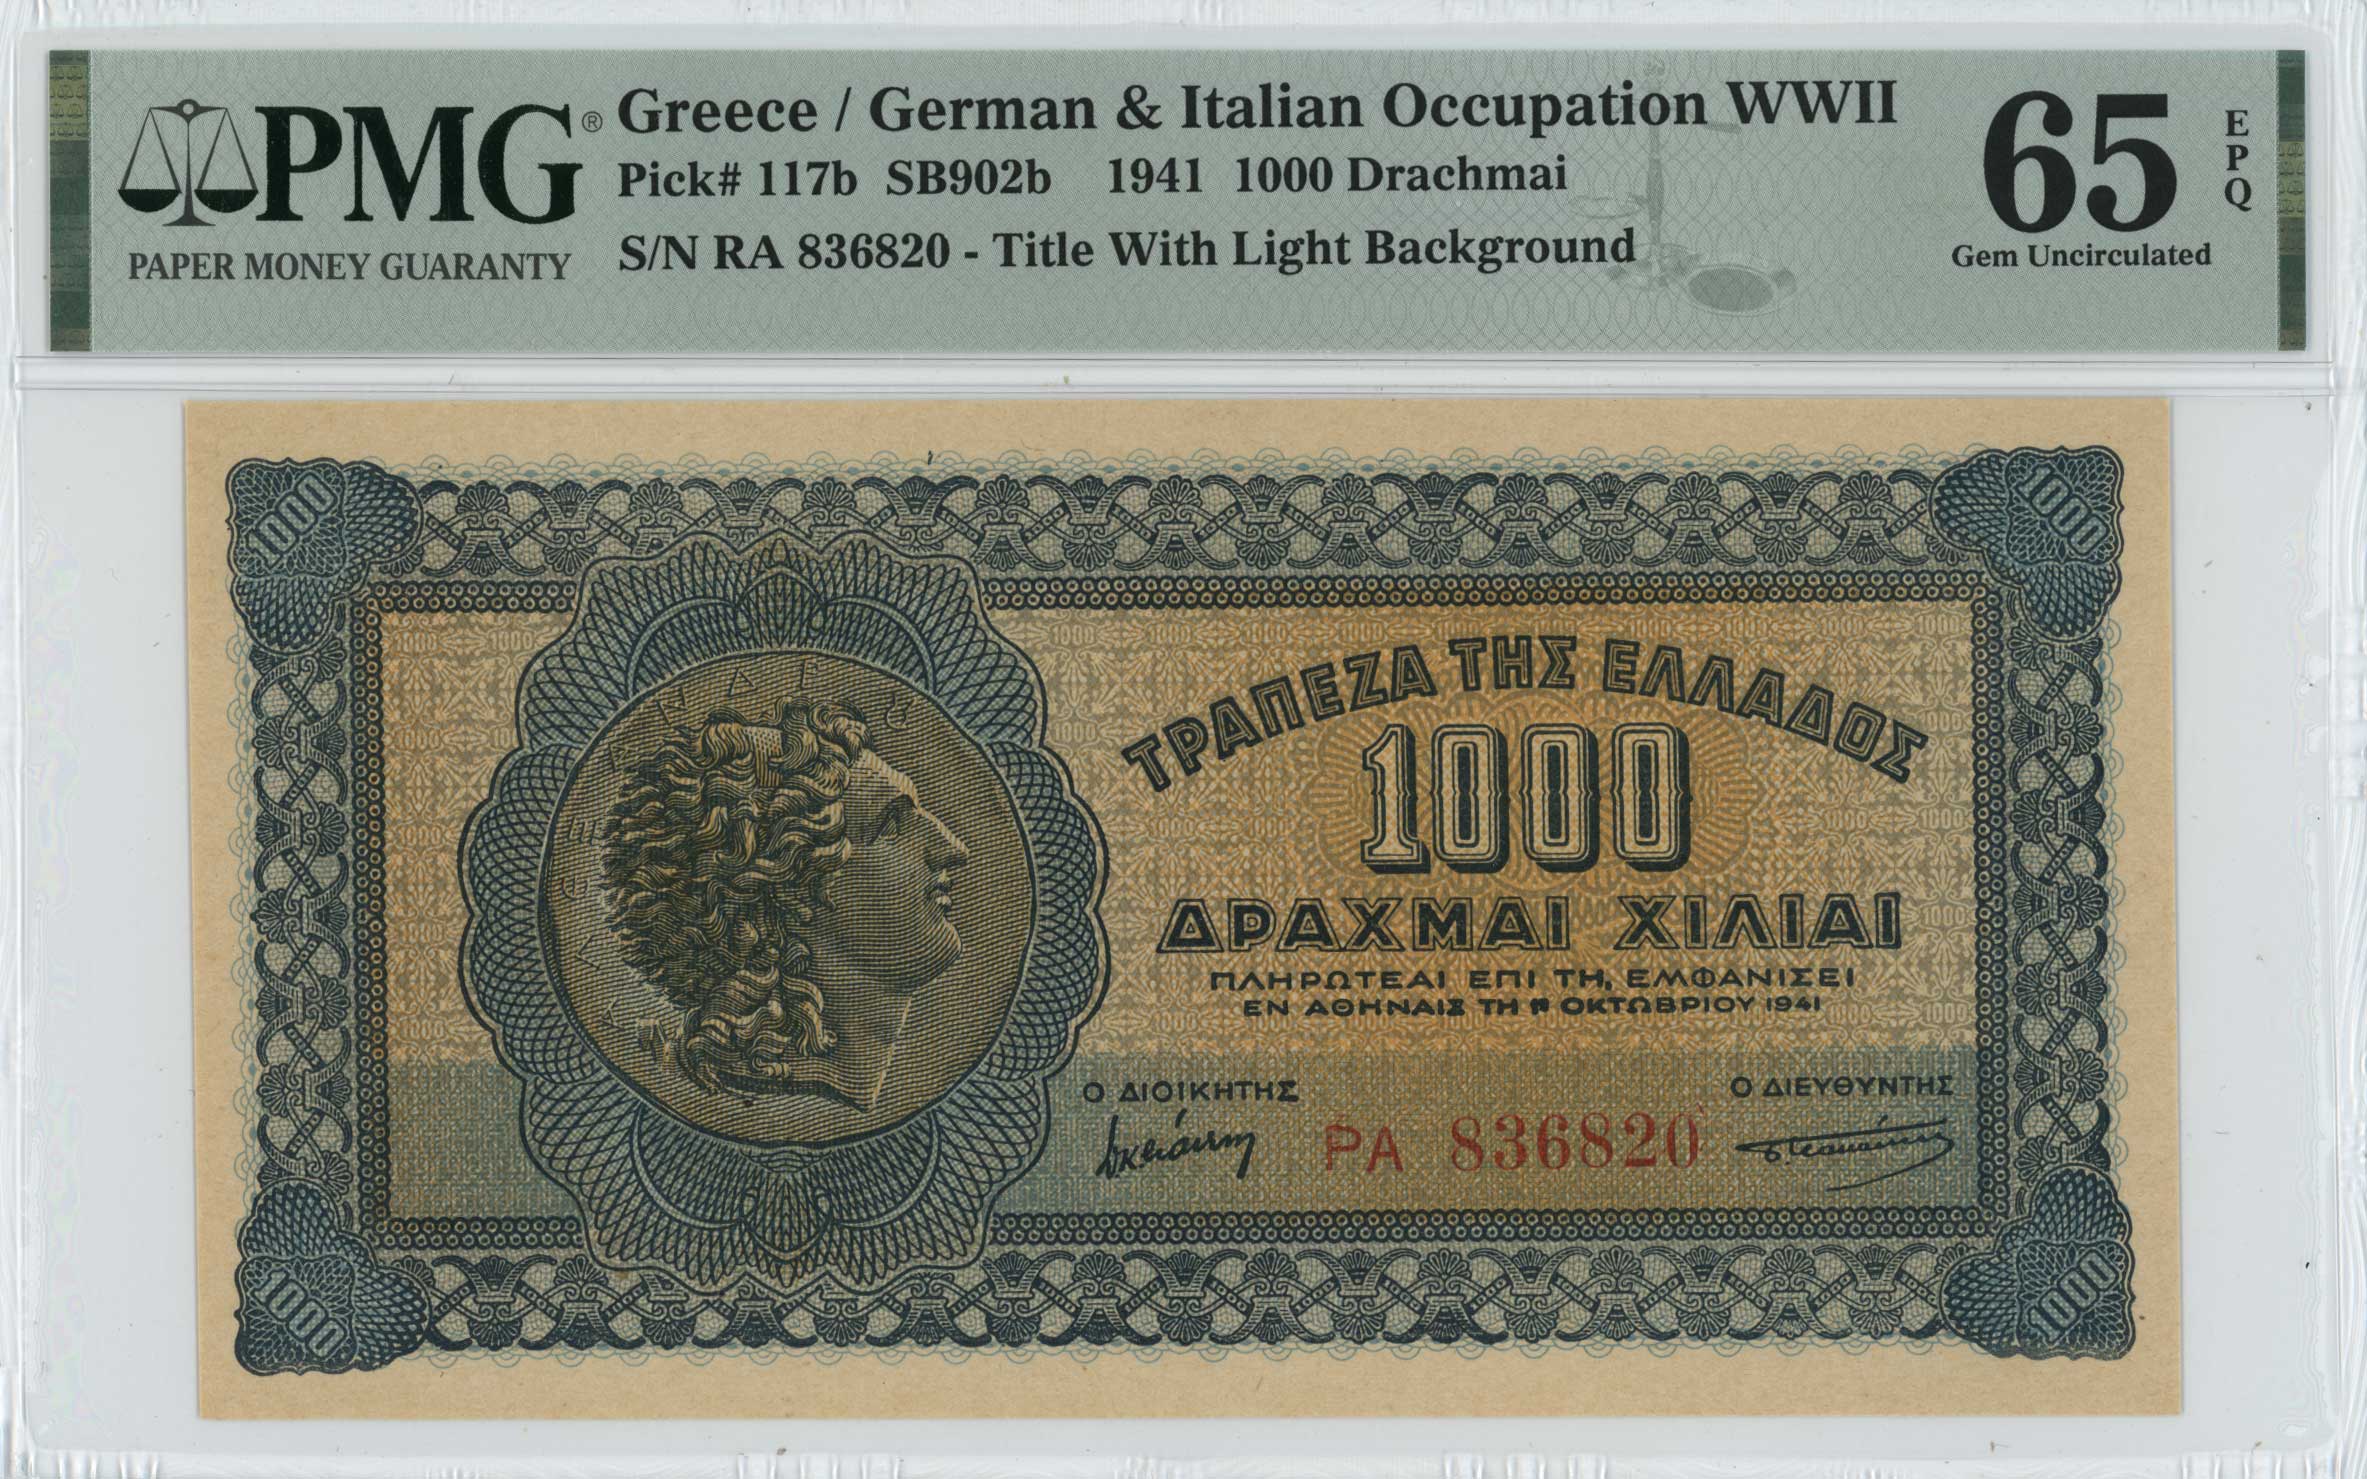 PMG®
PAPER MONEY GUARANTY
Greece / German & Italian Occupation WWII
Pick# 117b SB902b 1941 1000 Drachmai
S/N RA 836820 - Title With Light Background
65
EPQ
Gem Uncirculated
1000
1000
ΤΡΑΠΕΖΑ ΤΗΣ ΕΛΛΑΔΟΣ
1000
ΔΡΑΧΜΑΙ ΧΙΛΙΑΙ
ΠΛΗΡΩΤΕΑΙ ΕΠΙ ΤΗ, ΕΜΦΑΝΙΣΕΙ
ΕΝ ΑΘΗΝΑΙΣ ΤΗ 1η ΟΚΤΩΒΡΙΟΥ 1941
Ο ΔΙΟΙΚΗΤΗΣ
Ο ΔΙΕΥΘΥΝΤΗΣ
ΡΑ 836820
1000
1000